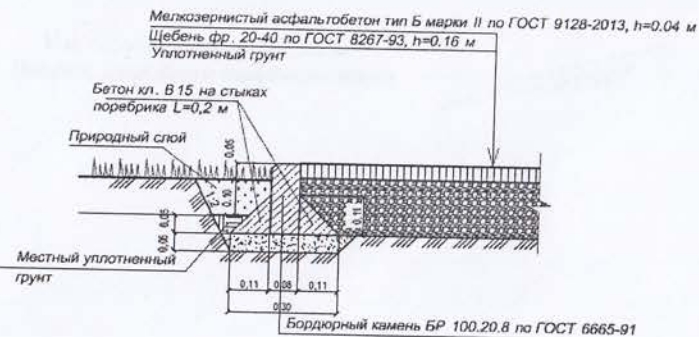 Мелкозернистый асфальтобетон тип Б марки II по ГОСТ 9128-2013, h=0.04 м
Щебень фр. 20-40 по ГОСТ 8267-93, h=0.16 м
Уплотненный грунт
Бетон кл. В15 на стыках
поребрика L=0,2 м
Природный слой
0,05
0,10
0,11
0,05
0,05
Местный уплотненный
грунт
0,11 0,08 0,11
0,30
Бордюрный камень БР 100.20.8 по ГОСТ 6665-91